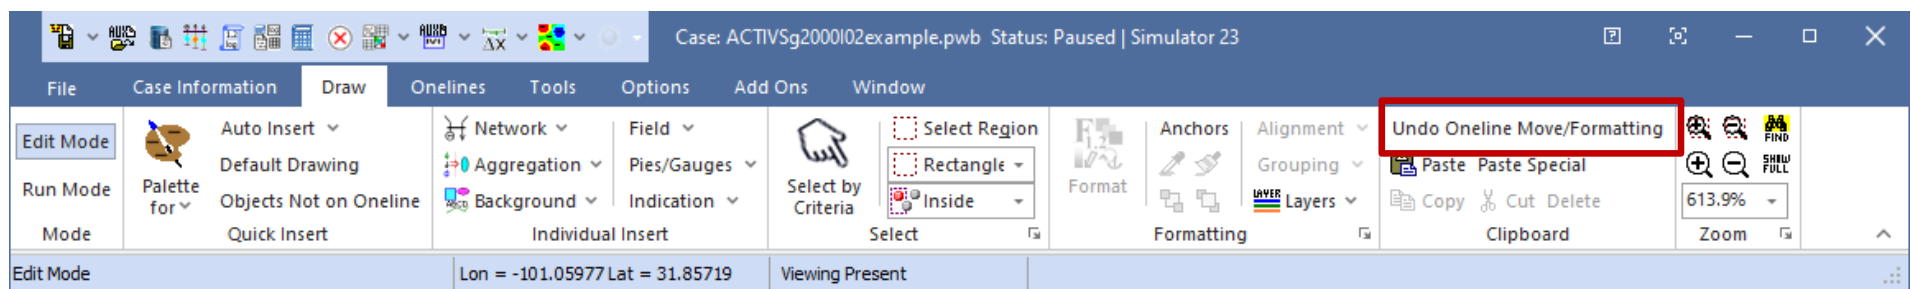 Case: ACTIVSg2000I02example.pwb Status: Paused | Simulator 23
File Case Information Draw Onelines Tools Options Add Ons Window
Edit Mode
Run Mode
Mode
Palette
for
Auto Insert
Default Drawing
Objects Not on Oneline
Quick Insert
Network
Aggregation
Background
Field
Pies/Gauges
Indication
Individual Insert
Select by
Criteria
Select Region
Rectangle
Inside
Select
Format
Anchors
Alignment
Grouping
LAYER
Layers
Formatting
Undo Oneline Move/Formatting
Paste Paste Special
Copy Cut Delete
Clipboard
FIND
SHOW
FULL
613.9%
Zoom
Edit Mode
Lon = -101.05977 Lat = 31.85719
Viewing Present